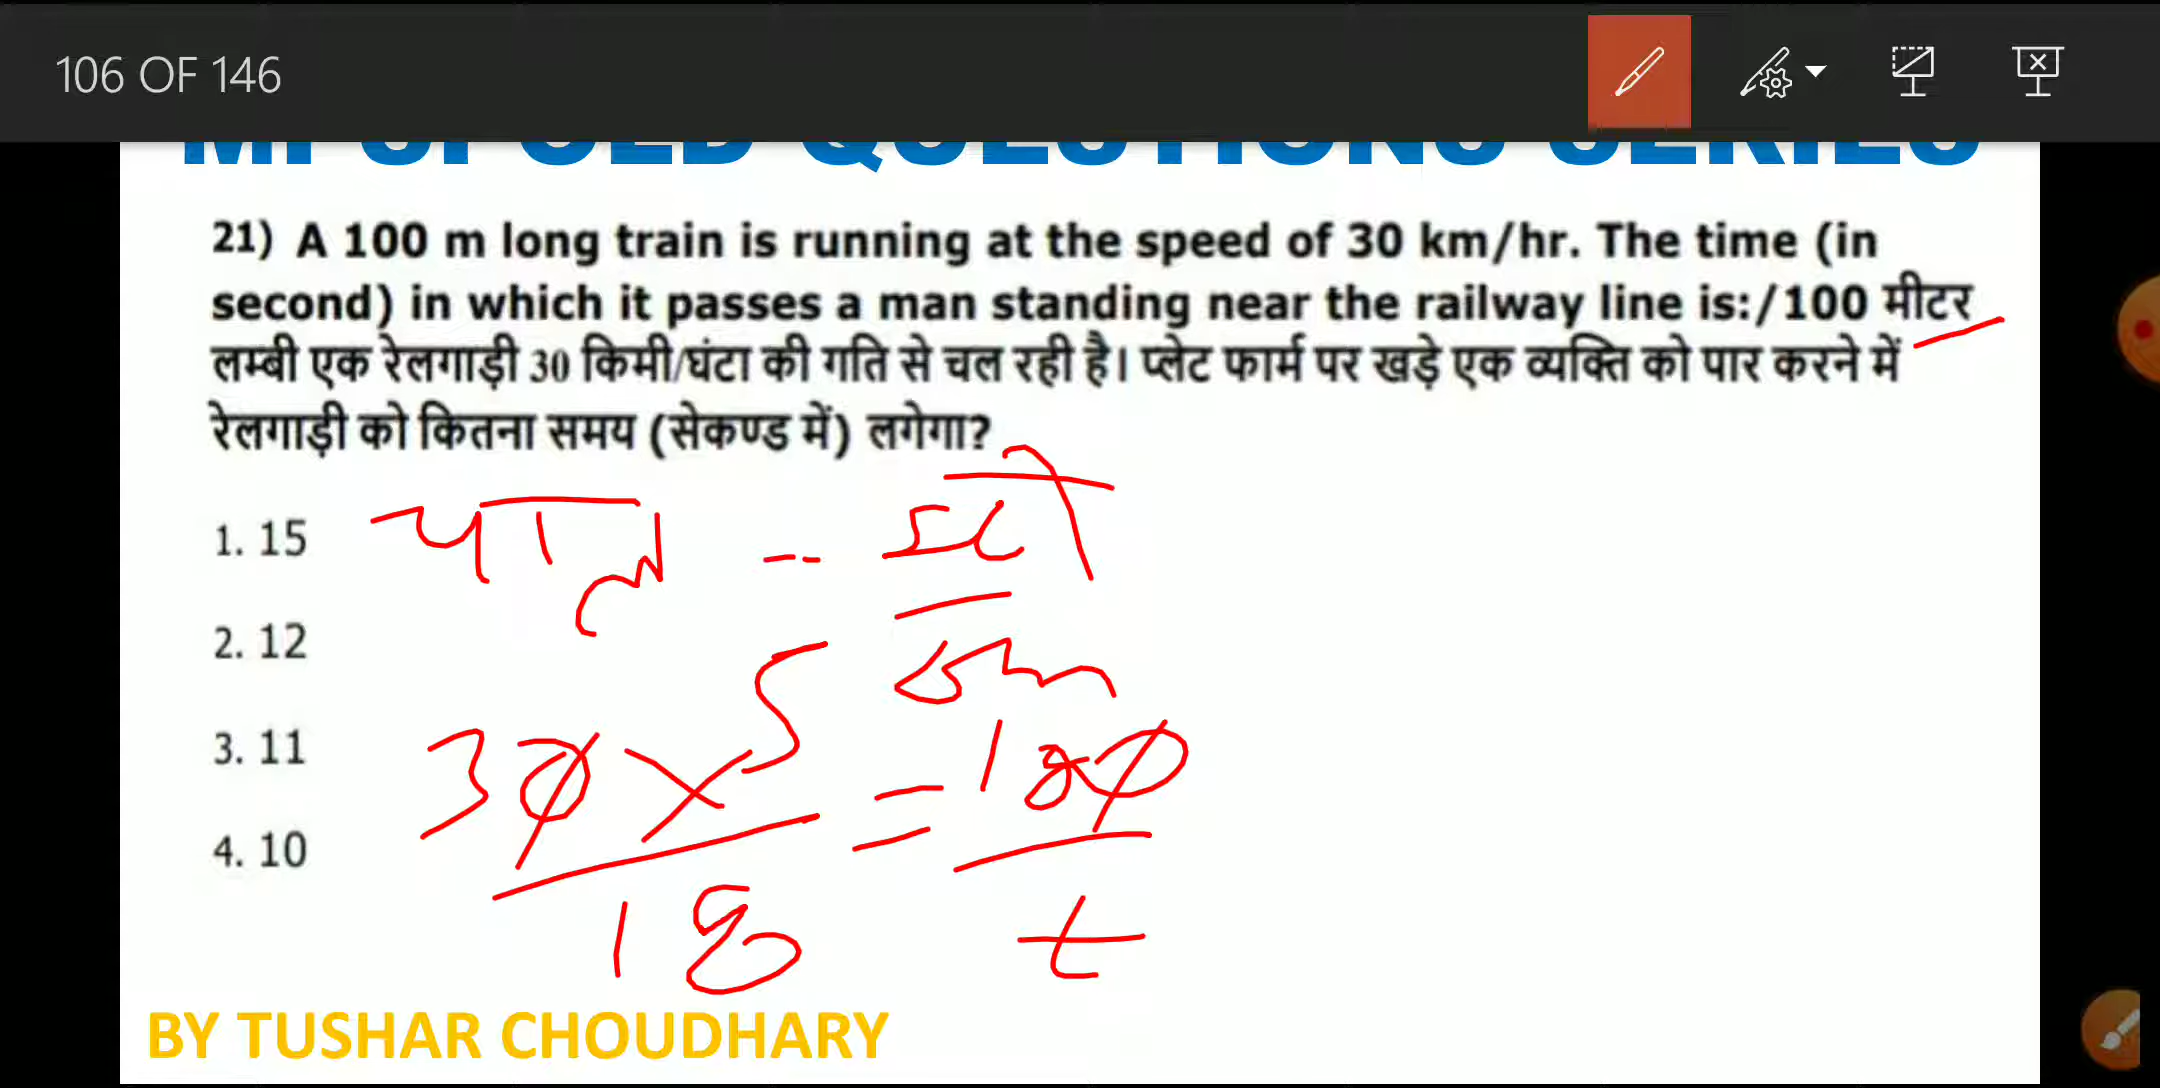 106 OF 146
QUESTIONS SERIES
21) A 100 m long train is running at the speed of 30 km/hr. The time (in
second) in which it passes a man standing near the railway line is:/100 मीटर
लम्बी एक रेलगाड़ी 30 किमी/घंटा की गति से चल रही है। प्लेट फार्म पर खड़े एक व्यक्ति को पार करने में
रेलगाड़ी को कितना समय (सेकण्ड में) लगेगा?
1. 15
2. 12
3. 11
4. 10
30 × 5 = 100
18 t
BY TUSHAR CHOUDHARY